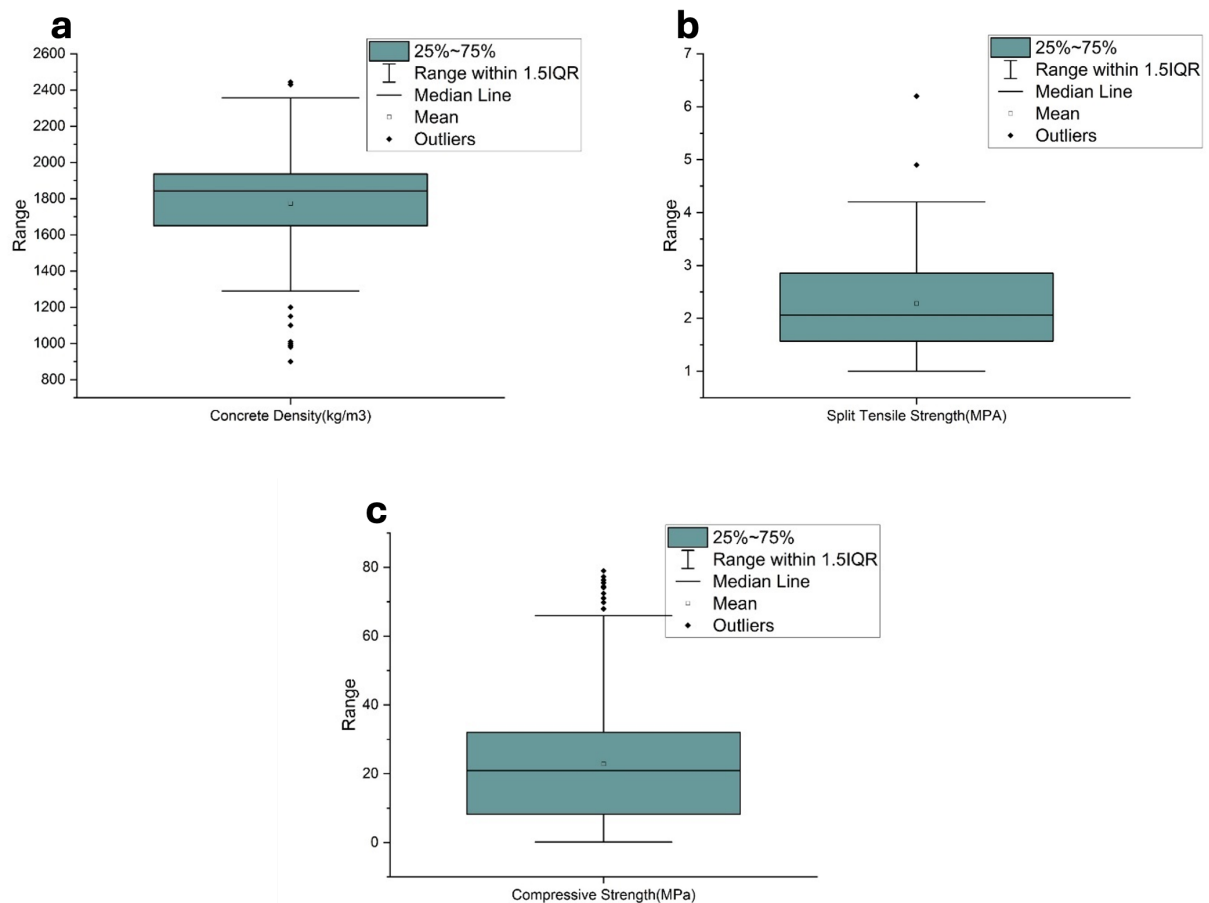 a
25%~75%
Range within 1.5IQR
Median Line
Mean
Outliers
2600
2400
2200
2000
1800
1600
1400
1200
1000
800
Range
Concrete Density(kg/m3)
b
25%~75%
Range within 1.5IQR
Median Line
Mean
Outliers
7
6
5
4
3
2
1
Range
Split Tensile Strength(MPA)
c
25%~75%
Range within 1.5IQR
Median Line
Mean
Outliers
80
60
40
20
0
Range
Compressive Strength(MPa)